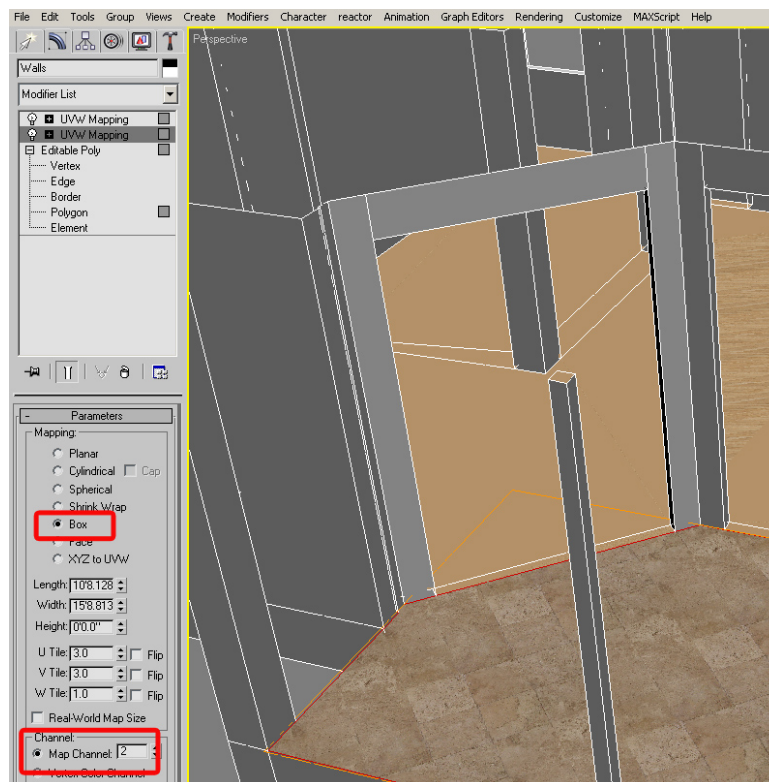 File Edit Tools Group Views Create Modifiers Character reactor Animation Graph Editors Rendering Customize MAXScript Help
Perspective
Walls
Modifier List
UVW Mapping
UVW Mapping
Editable Poly
Vertex
Edge
Border
Polygon
Element
Parameters
Mapping:
Planar
Cylindrical Cap
Spherical
Shrink Wrap
Box
Face
XYZ to UVW
Length: 10'8.128
Width: 15'8.813
Height: 0'0.0"
U Tile: 3.0 Flip
V Tile: 3.0 Flip
W Tile: 1.0 Flip
Real-World Map Size
Channel:
Map Channel: 2
Vertex Color Channel